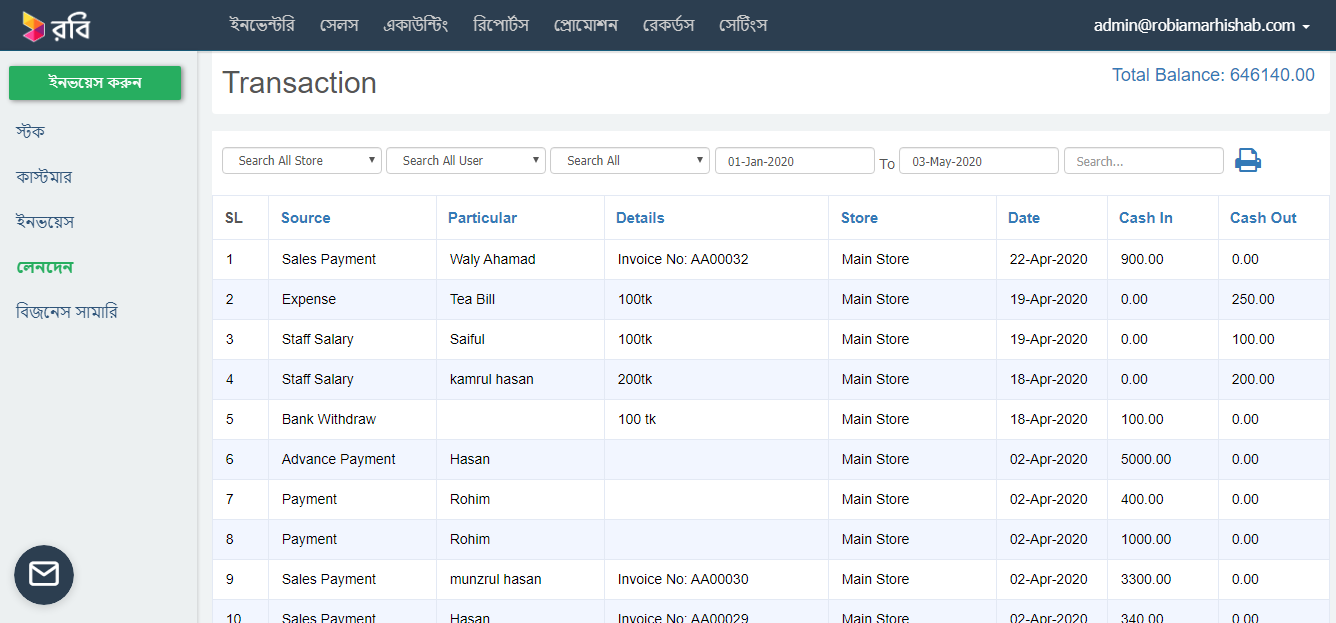 রবি ইনভেন্টরি সেলস একাউন্টিং রিপোর্টস প্রোমোশন রেকর্ডস সেটিংস admin@robiamarhishab.com
ইনভয়েস করুন
স্টক
কাস্টমার
ইনভয়েস
লেনদেন
বিজনেস সামারি
Transaction Total Balance: 646140.00
Search All Store Search All User Search All 01-Jan-2020 To 03-May-2020 Search...
SL Source Particular Details Store Date Cash In Cash Out
1 Sales Payment Waly Ahamad Invoice No: AA00032 Main Store 22-Apr-2020 900.00 0.00
2 Expense Tea Bill 100tk Main Store 19-Apr-2020 0.00 250.00
3 Staff Salary Saiful 100tk Main Store 19-Apr-2020 0.00 100.00
4 Staff Salary kamrul hasan 200tk Main Store 18-Apr-2020 0.00 200.00
5 Bank Withdraw 100 tk Main Store 18-Apr-2020 100.00 0.00
6 Advance Payment Hasan Main Store 02-Apr-2020 5000.00 0.00
7 Payment Rohim Main Store 02-Apr-2020 400.00 0.00
8 Payment Rohim Main Store 02-Apr-2020 1000.00 0.00
9 Sales Payment munzrul hasan Invoice No: AA00030 Main Store 02-Apr-2020 3300.00 0.00
10 Sales Payment Hasan Invoice No: AA00029 Main Store 02-Apr-2020 340.00 0.00